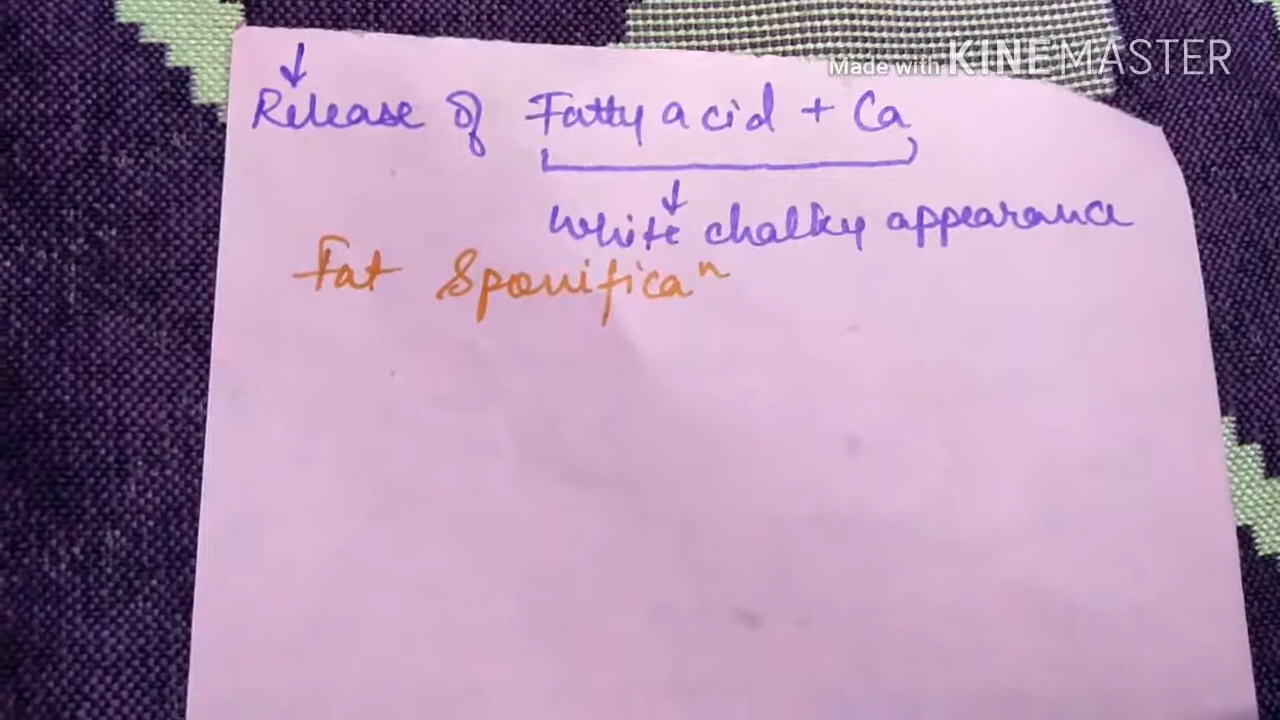 Made with KINEMASTER
↓
Release of Fatty acid + Ca
↓
White chalky appearance
Fat Sponificaⁿ